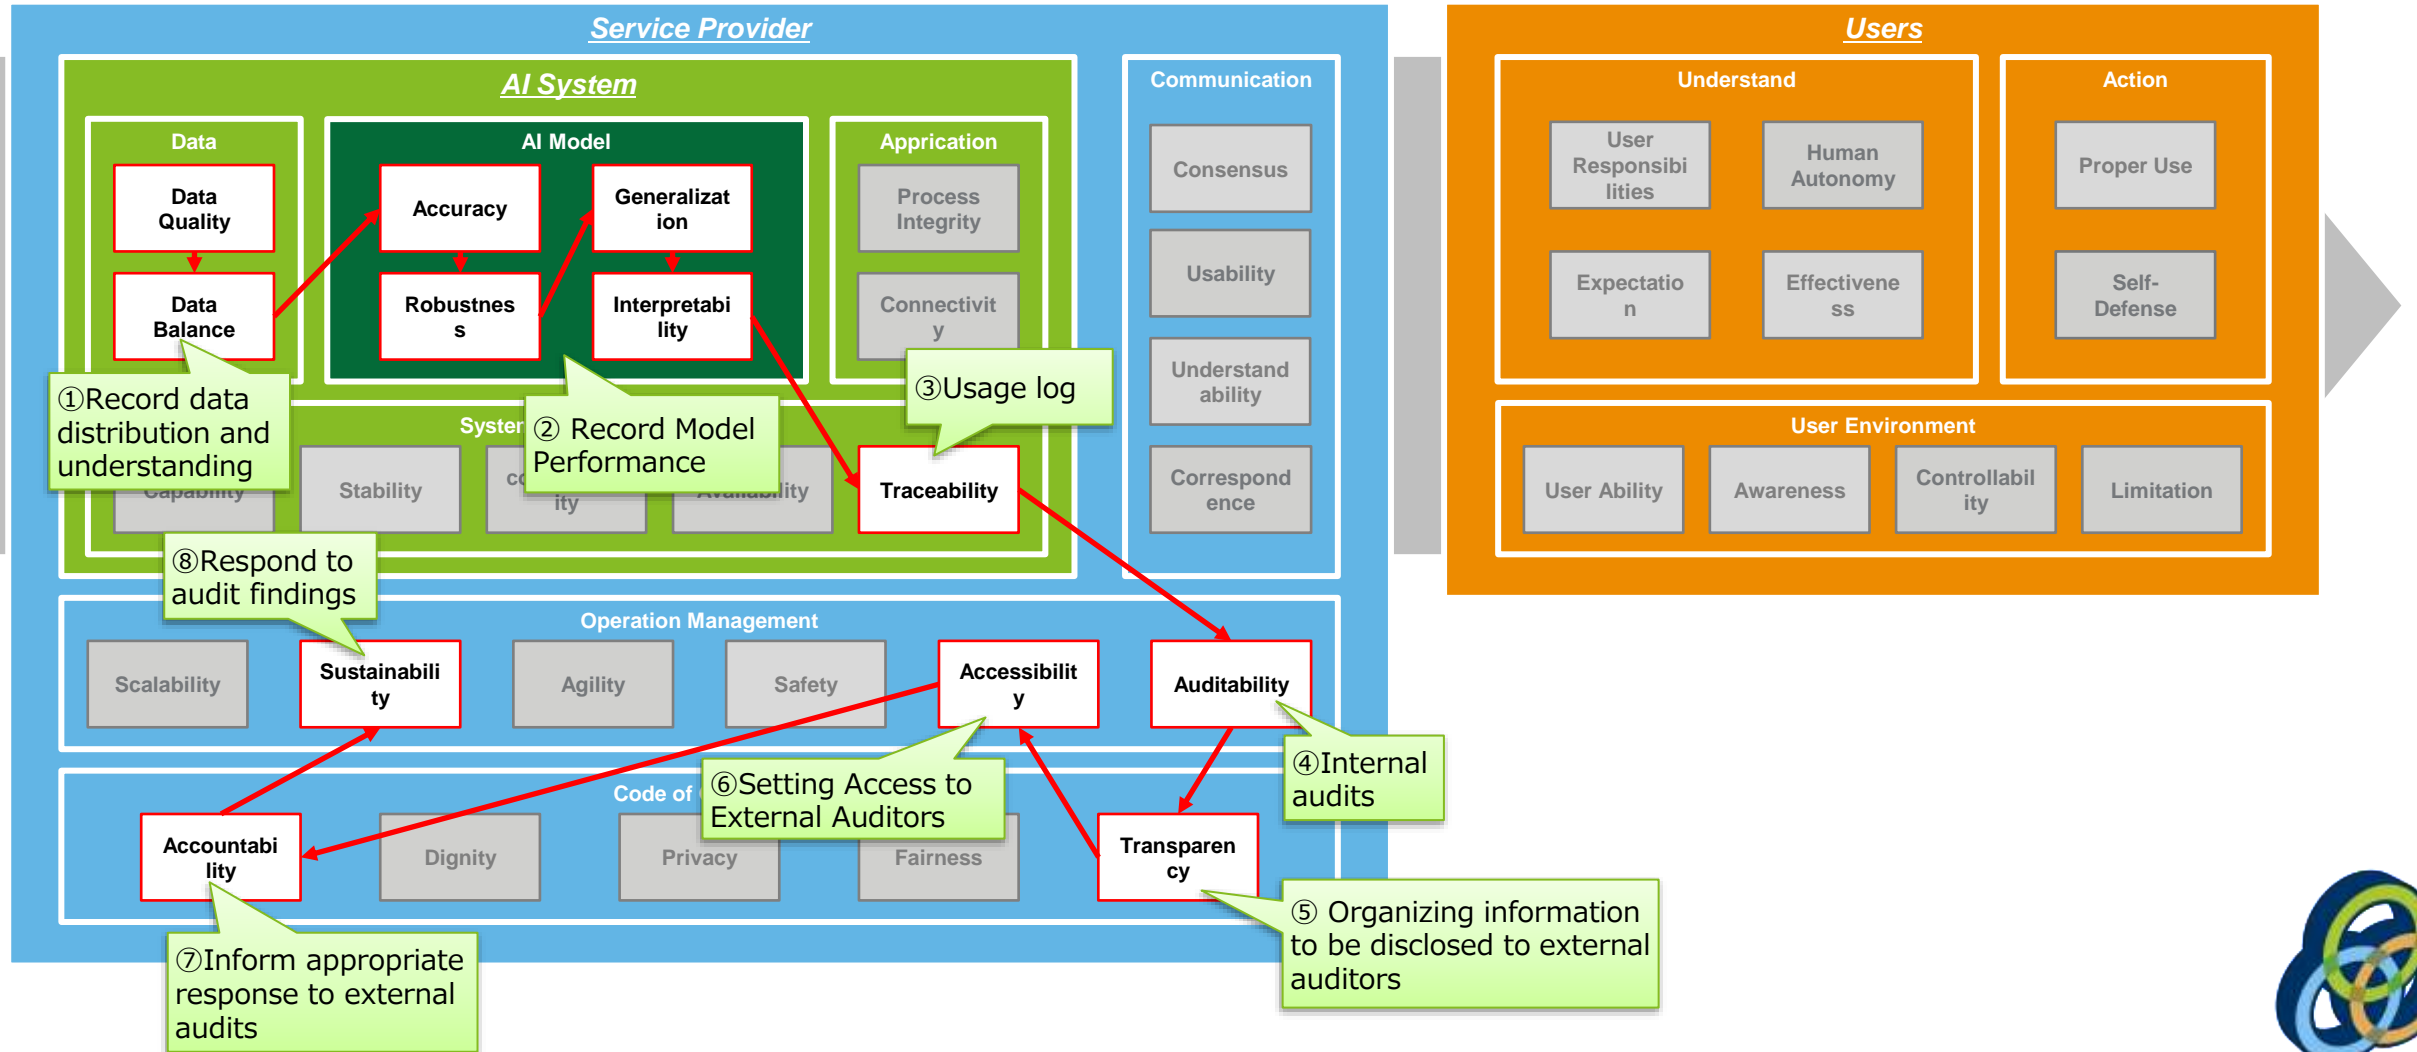 Service Provider
AI System
Data
Data
Quality
Data
Balance
AI Model
Accuracy
Robustnes
s
Generalizat
ion
Interpretabi
lity
Apprication
Process
Integrity
Connectivit
y
①Record data
distribution and
understanding
② Record Model
Performance
③Usage log
Capability
Stability
ity
Availability
Traceability
Communication
Consensus
Usability
Understand
ability
Correspond
ence
⑧Respond to
audit findings
Operation Management
Scalability
Sustainabili
ty
Agility
Safety
Accessibilit
y
Auditability
④Internal
audits
Code of
⑥Setting Access to
External Auditors
Accountabi
lity
Dignity
Privacy
Fairness
Transparen
cy
⑤ Organizing information
to be disclosed to external
auditors
⑦Inform appropriate
response to external
audits
Users
Understand
User
Responsibi
lities
Human
Autonomy
Expectatio
n
Effectivene
ss
Action
Proper Use
Self-
Defense
User Environment
User Ability
Awareness
Controllabil
ity
Limitation